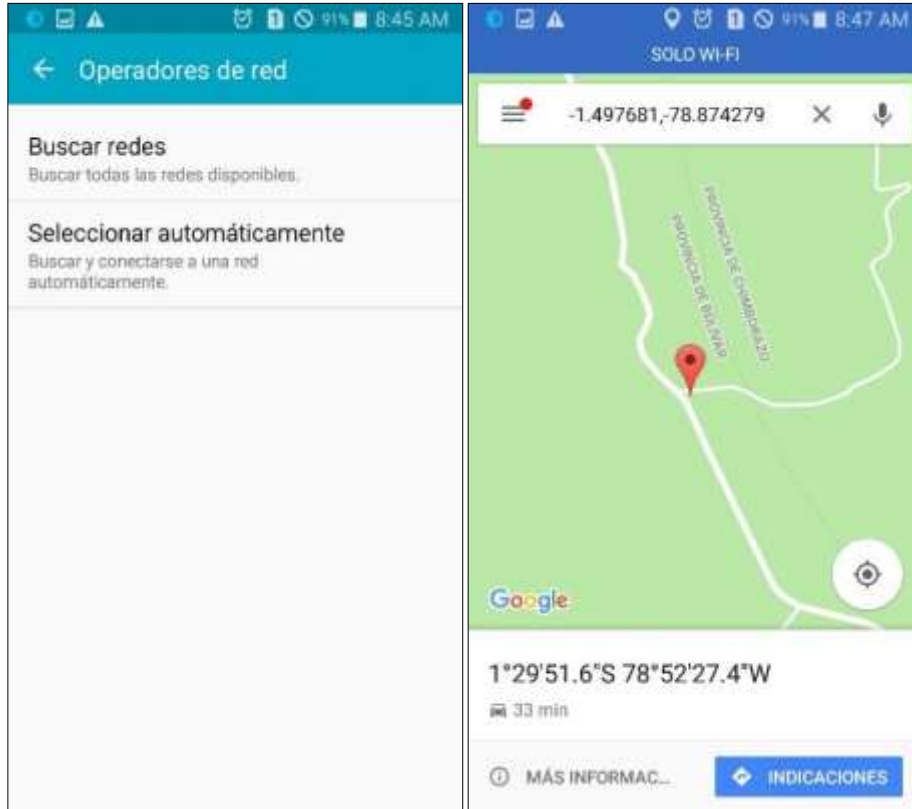 91% 8:45 AM
Operadores de red
Buscar redes
Buscar todas las redes disponibles.
Seleccionar automáticamente
Buscar y conectarse a una red
automáticamente.
91% 8:47 AM
SOLO WI-FI
-1.497681,-78.874279
PROVINCIA DE CHIMBORAZO
PROVINCIA DE BOLÍVAR
Google
1°29'51.6"S 78°52'27.4"W
33 min
MÁS INFORMAC...
INDICACIONES